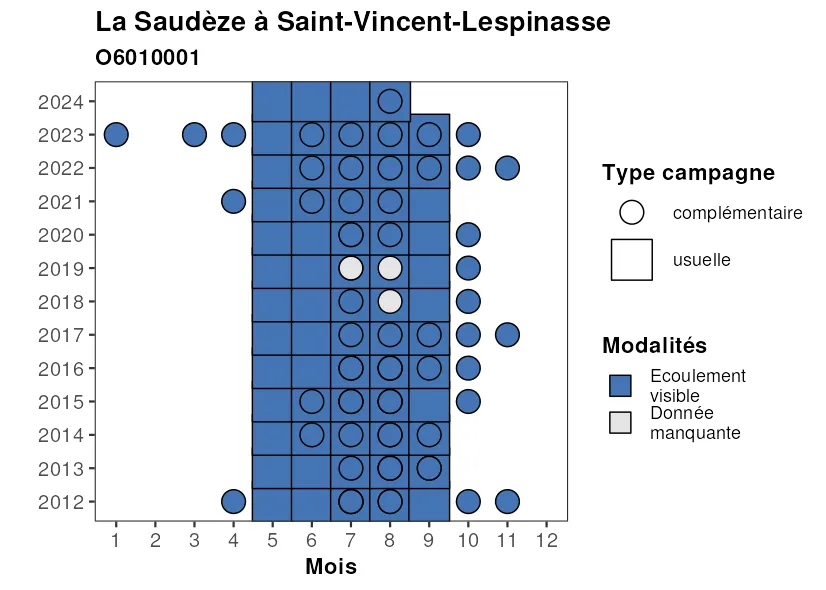 La Saudèze à Saint-Vincent-Lespinasse
O6010001
2024
2023
2022
2021
2020
2019
2018
2017
2016
2015
2014
2013
2012
1 2 3 4 5 6 7 8 9 10 11 12
Mois
Type campagne
complémentaire
usuelle
Modalités
Ecoulement
visible
Donnée
manquante